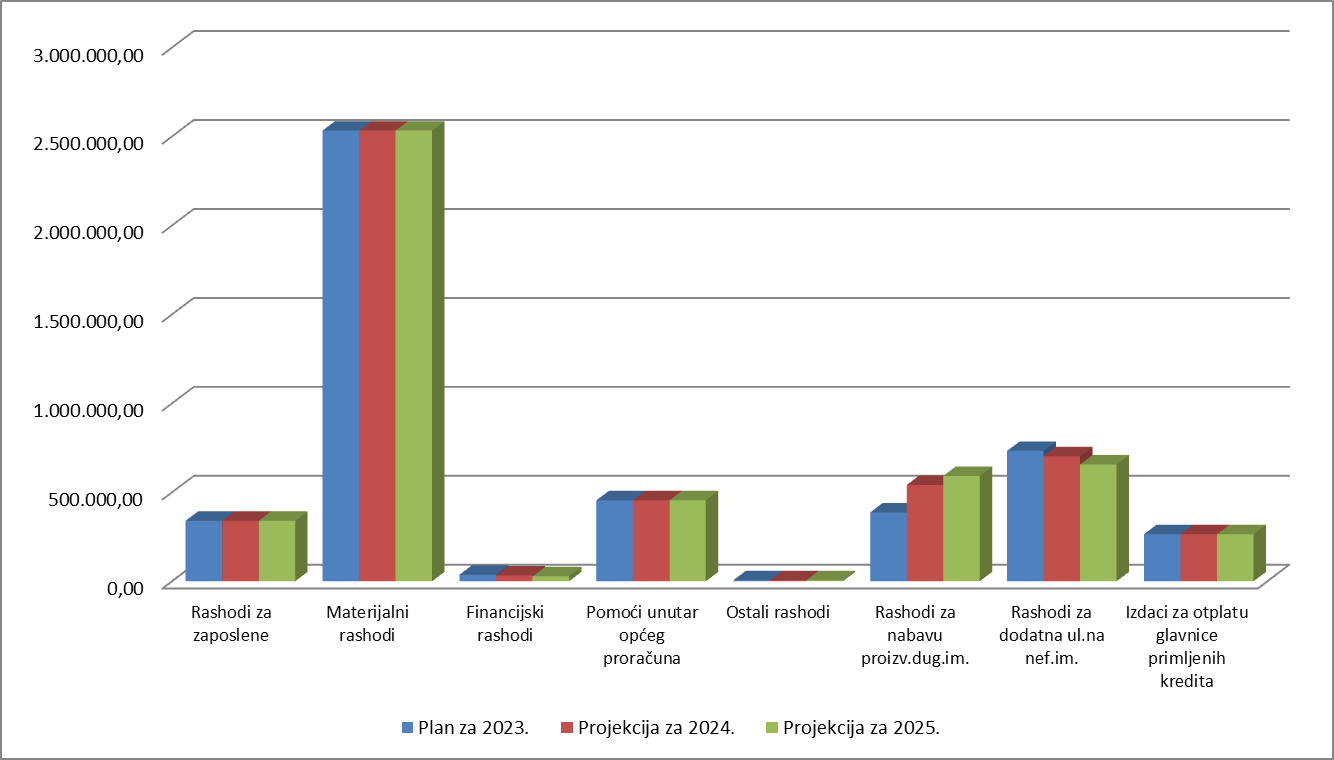 3.000.000,00
2.500.000,00
2.000.000,00
1.500.000,00
1.000.000,00
500.000,00
0,00
Rashodi za
zaposlene
Materijalni
rashodi
Financijski
rashodi
Pomoći unutar
općeg
proračuna
Ostali rashodi
Rashodi za
nabavu
proizv.dug.im.
Rashodi za
dodatna ul.na
nef.im.
Izdaci za otplatu
glavnice
primljenih
kredita
Plan za 2023.
Projekcija za 2024.
Projekcija za 2025.